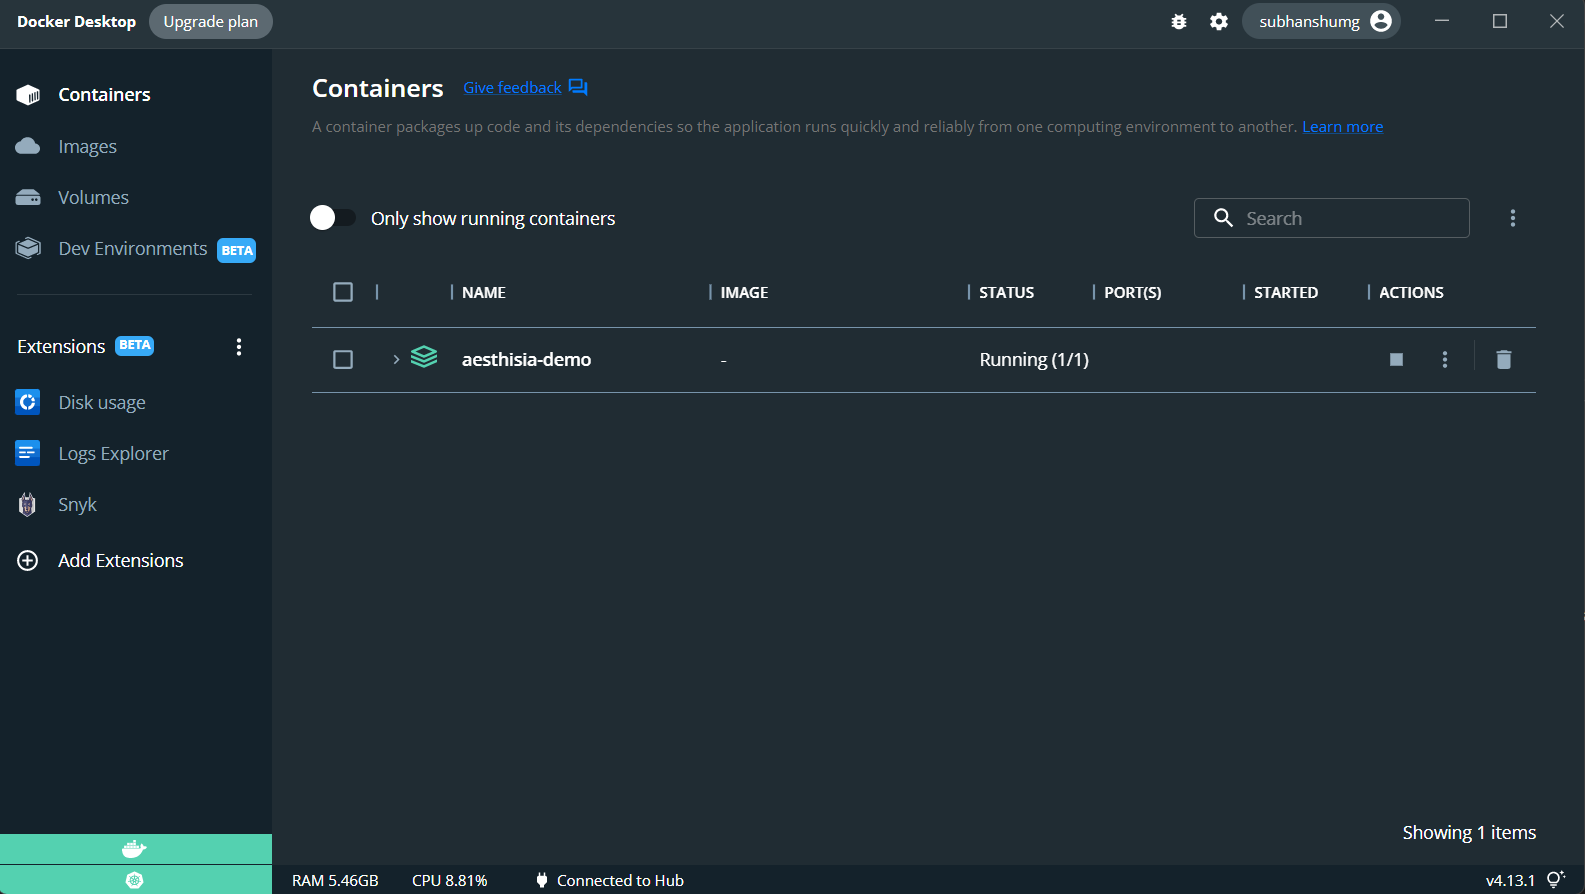 Docker Desktop Upgrade plan subhanshumg
Containers
Images
Volumes
Dev Environments BETA
Extensions BETA
Disk usage
Logs Explorer
Snyk
Add Extensions
Containers Give feedback
A container packages up code and its dependencies so the application runs quickly and reliably from one computing environment to another. Learn more
Only show running containers Search
NAME IMAGE STATUS PORT(S) STARTED ACTIONS
aesthisia-demo - Running (1/1)
Showing 1 items
RAM 5.46GB CPU 8.81% Connected to Hub v4.13.1